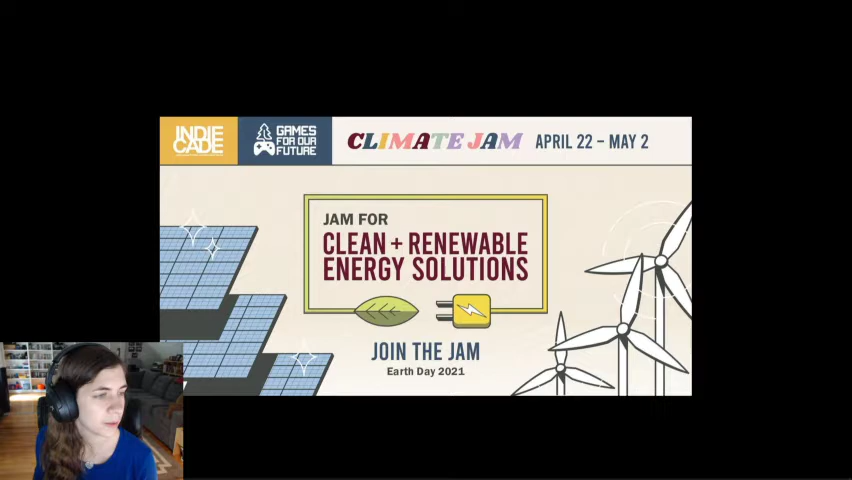 INDIE
CADE
GAMES
FOR OUR
FUTURE
CLIMATE JAM
APRIL 22 – MAY 2
JAM FOR
CLEAN + RENEWABLE
ENERGY SOLUTIONS
JOIN THE JAM
Earth Day 2021